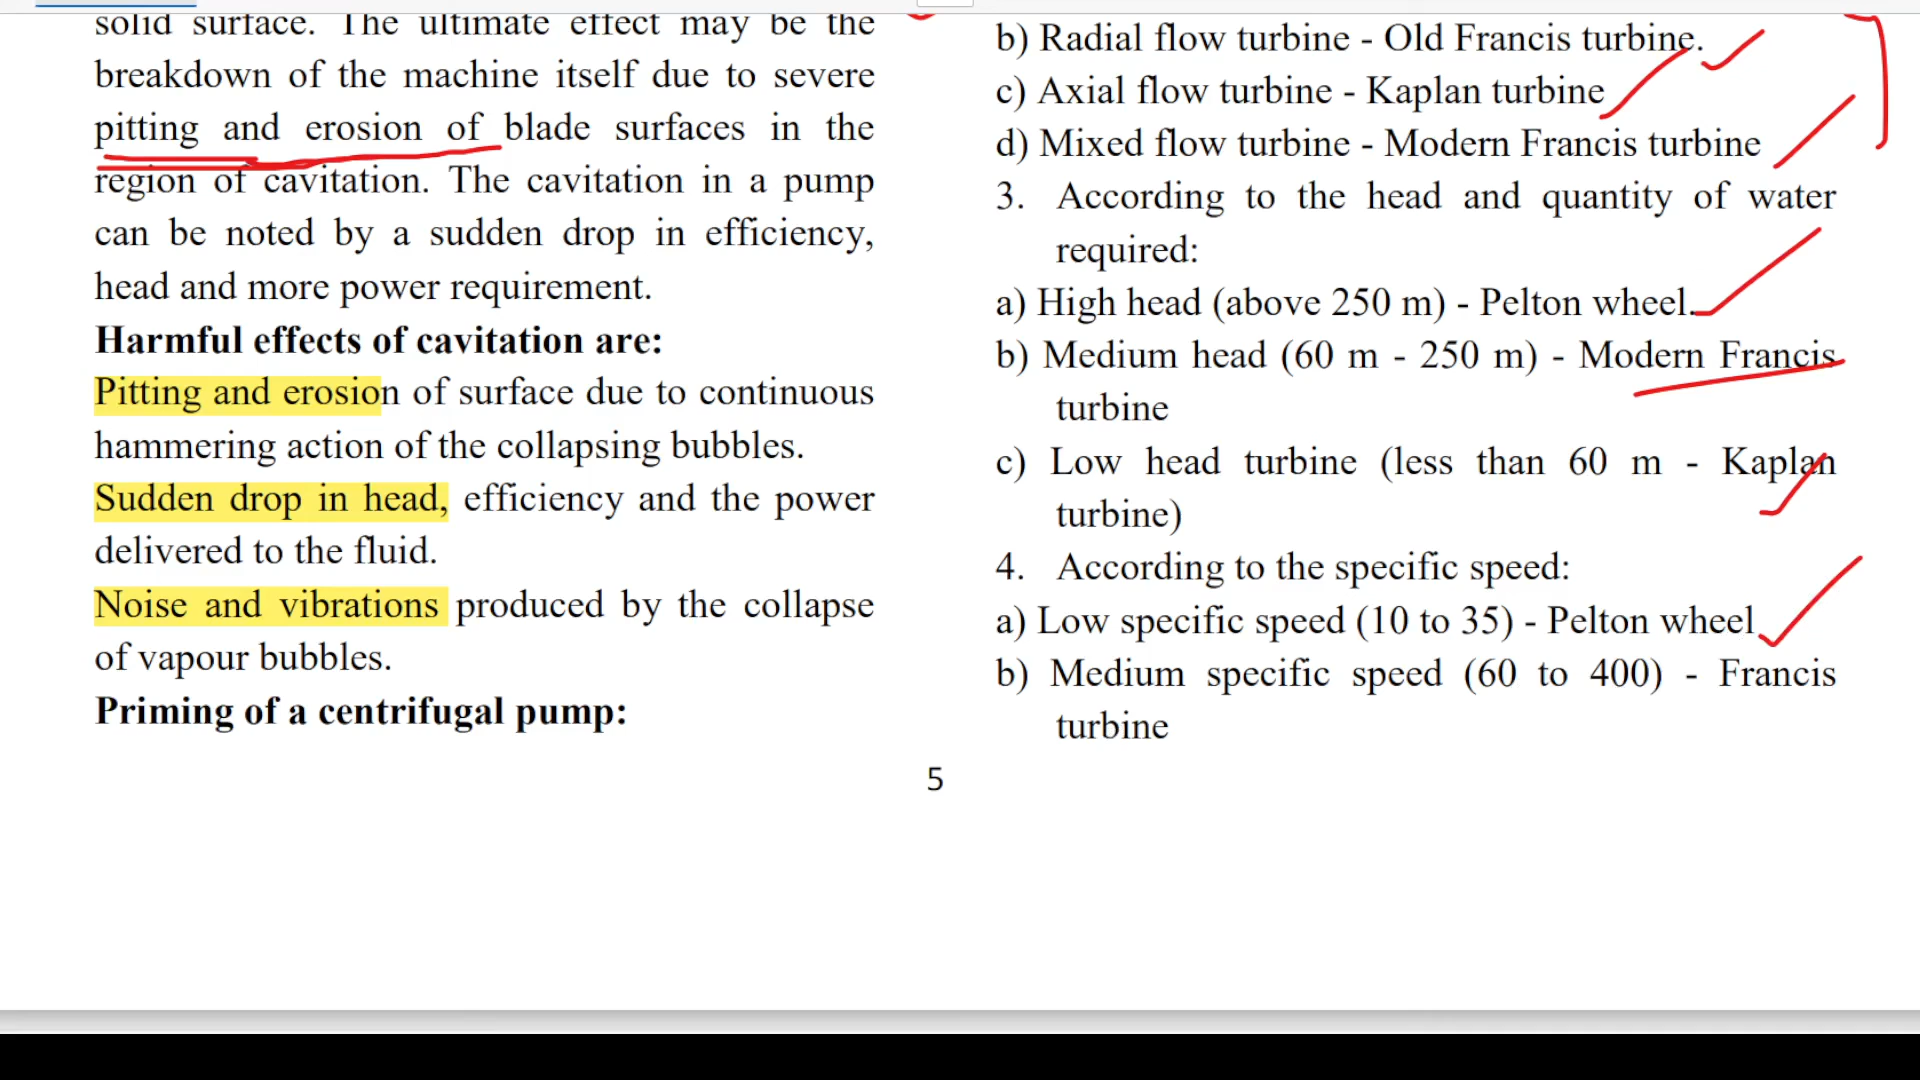 solid surface. The ultimate effect may be the
breakdown of the machine itself due to severe
pitting and erosion of blade surfaces in the
region of cavitation. The cavitation in a pump
can be noted by a sudden drop in efficiency,
head and more power requirement.
Harmful effects of cavitation are:
Pitting and erosion of surface due to continuous
hammering action of the collapsing bubbles.
Sudden drop in head, efficiency and the power
delivered to the fluid.
Noise and vibrations produced by the collapse
of vapour bubbles.
Priming of a centrifugal pump:
b) Radial flow turbine - Old Francis turbine.
c) Axial flow turbine - Kaplan turbine
d) Mixed flow turbine - Modern Francis turbine
3. According to the head and quantity of water
required:
a) High head (above 250 m) - Pelton wheel.
b) Medium head (60 m - 250 m) - Modern Francis
turbine
c) Low head turbine (less than 60 m - Kaplan
turbine)
4. According to the specific speed:
a) Low specific speed (10 to 35) - Pelton wheel
b) Medium specific speed (60 to 400) - Francis
turbine
5